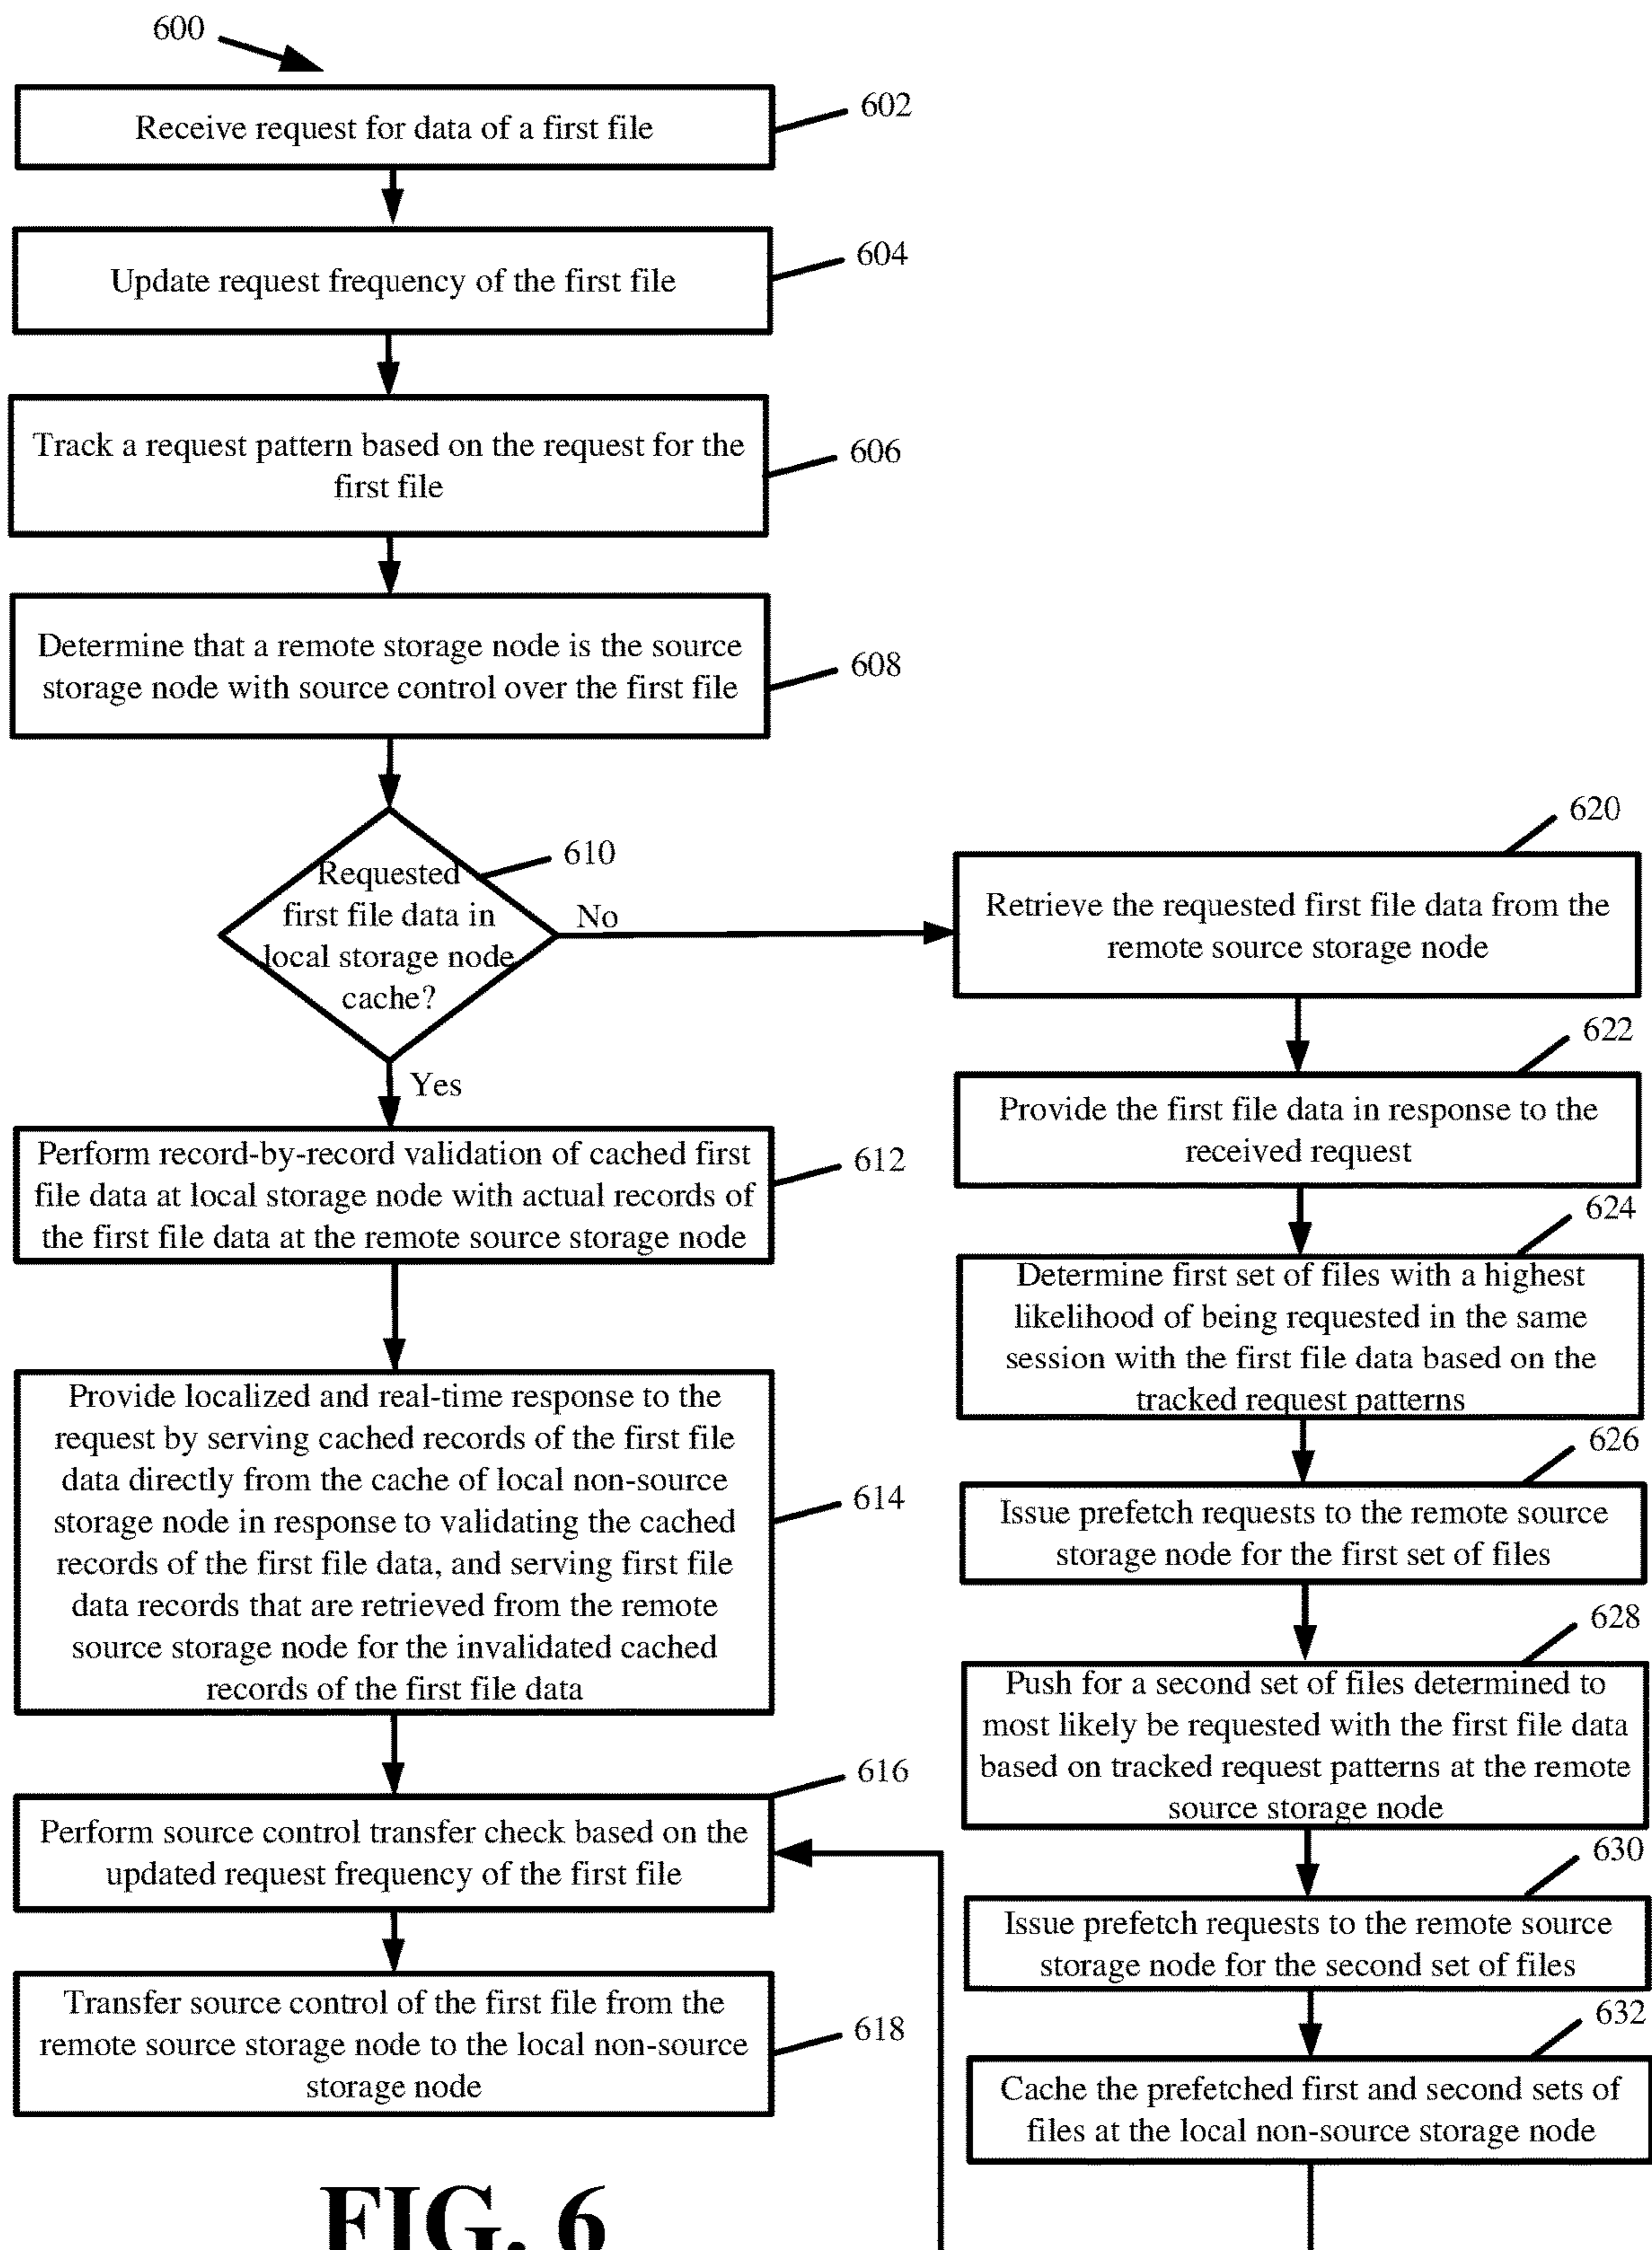 600
Receive request for data of a first file
602
Update request frequency of the first file
604
Track a request pattern based on the request for the
first file
606
Determine that a remote storage node is the source
storage node with source control over the first file
608
Requested
first file data in
local storage node
cache?
610
No
Yes
Perform record-by-record validation of cached first
file data at local storage node with actual records of
the first file data at the remote source storage node
612
Provide localized and real-time response to the
request by serving cached records of the first file
data directly from the cache of local non-source
storage node in response to validating the cached
records of the first file data, and serving first file
data records that are retrieved from the remote
source storage node for the invalidated cached
records of the first file data
614
Perform source control transfer check based on the
updated request frequency of the first file
616
Transfer source control of the first file from the
remote source storage node to the local non-source
storage node
618
620
Retrieve the requested first file data from the
remote source storage node
622
Provide the first file data in response to the
received request
624
Determine first set of files with a highest
likelihood of being requested in the same
session with the first file data based on the
tracked request patterns
626
Issue prefetch requests to the remote source
storage node for the first set of files
628
Push for a second set of files determined to
most likely be requested with the first file data
based on tracked request patterns at the remote
source storage node
630
Issue prefetch requests to the remote source
storage node for the second set of files
632
Cache the prefetched first and second sets of
files at the local non-source storage node
FIG. 6